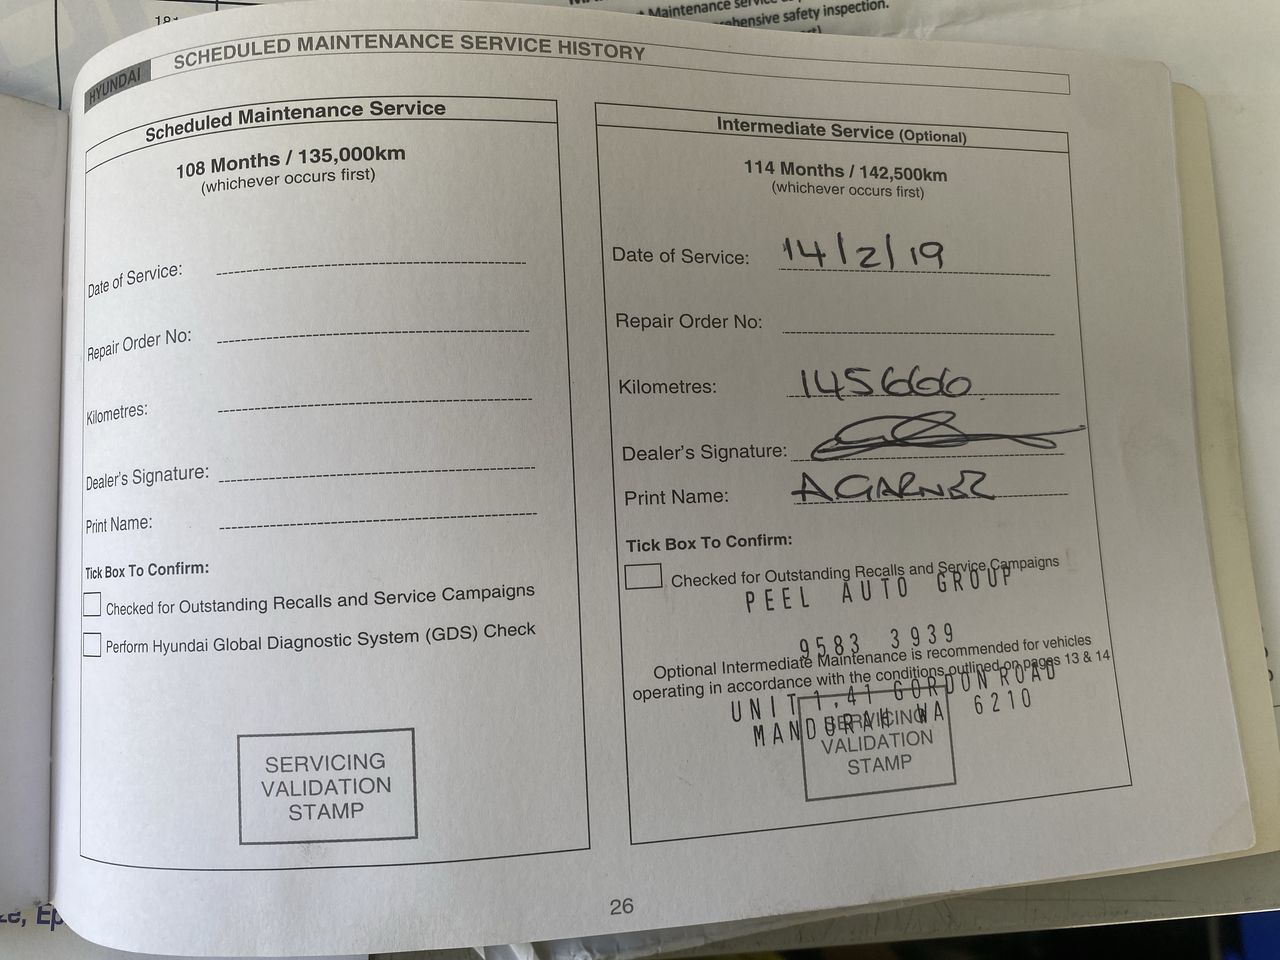 181
Maintenance service
ehensive safety inspection.
HYUNDAI
SCHEDULED MAINTENANCE SERVICE HISTORY
Scheduled Maintenance Service
108 Months / 135,000km
(whichever occurs first)
Date of Service:
Repair Order No:
Kilometres:
Dealer's Signature:
Print Name:
Tick Box To Confirm:
Checked for Outstanding Recalls and Service Campaigns
Perform Hyundai Global Diagnostic System (GDS) Check
SERVICING
VALIDATION
STAMP
Intermediate Service (Optional)
114 Months / 142,500km
(whichever occurs first)
Date of Service: 14/2/19
Repair Order No:
Kilometres: 145666
Dealer's Signature:
Print Name: AGARNER
Tick Box To Confirm:
Checked for Outstanding Recalls and Service Campaigns
PEEL AUTO GROUP
9583 3939
Optional Intermediate Maintenance is recommended for vehicles
operating in accordance with the conditions outlined on pages 13 & 14
UNIT 1, 41 GORDON ROAD
MANDURAH WA 6210
SERVICING
VALIDATION
STAMP
26